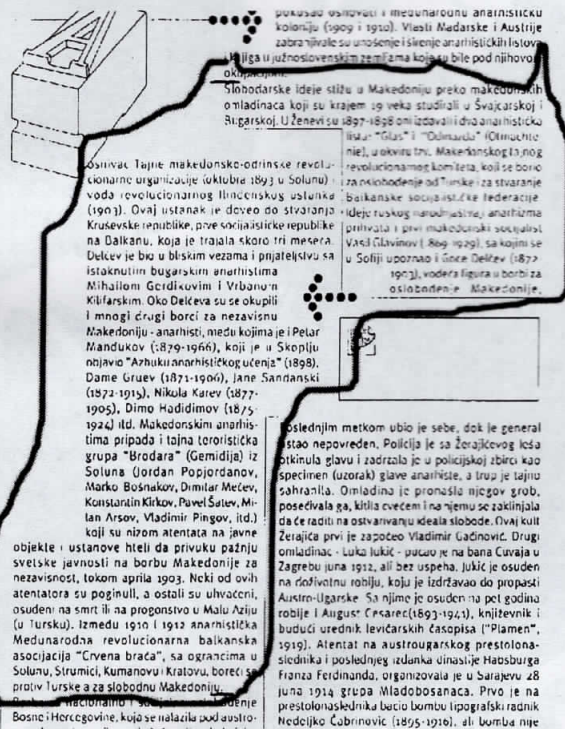 pokušao osnovati i međunarodnu anarhističku
koloniju (1909 i 1910). Vlasti Mađarske i Austrije
zabranjivale su unošenje i širenje anarhističkih listova
i knjiga u južnoslovenskim zemljama koje su bile pod njihovom
okupacijom.
Slobodarske ideje stižu u Makedoniju preko makedonskih
omladinaca koji su krajem 19 veka studirali u Švajcarskoj i
Bugarskoj. U Ženevi su 1897-1898 oni izdavali dva anarhistička
lista: "Glas" i "Odmazda" (Otmašte-
nie), u okviru tzv. Makedonskog tajnog
revolucionarnog komiteta, koji se borio
za oslobođenje od Turske i za stvaranje
Balkanske socijalističke federacije.
Ideje ruskog narodnjaštva, anarhizma
prihvata i prvi makedonski socijalist
Vasil Glavinov (1869-1929), sa kojim se
u Sofiji upoznao i Goce Delčev (1872-
1903), vodeća figura u borbi za
oslobođenje Makedonije,
osnivač Tajne makedonsko-odrinske revolu-
cionarne organizacije (oktobra 1893 u Solunu) i
vođa revolucionarnog Ilindenskog ustanka
(1903). Ovaj ustanak je doveo do stvaranja
Kruševske republike, prve socijalističke republike
na Balkanu, koja je trajala skoro tri meseca.
Delčev je bio u bliskim vezama i prijateljstvu sa
istaknutim bugarskim anarhistima
Mihailom Gerdžikovim i Vrbanom
Kilifarskim. Oko Delčeva su se okupili
i mnogi drugi borci za nezavisnu
Makedoniju - anarhisti, među kojima je i Petar
Mandukov (1879-1966), koji je u Skoplju
objavio "Azbuku anarhističkog učenja" (1898),
Dame Gruev (1871-1906), Jane Sandanski
(1872-1915), Nikola Karev (1877-
1905), Dimo Hadidimov (1875-
1924) itd. Makedonskim anarhis-
tima pripada i tajna teroristička
grupa "Brodara" (Gemidija) iz
Soluna (Jordan Popjordanov,
Marko Bošnakov, Dimitar Mečev,
Konstantin Kirkov, Pavel Šatev, Mi-
lan Arsov, Vladimir Pingov, itd.)
koji su nizom atentata na javne
objekte i ustanove hteli da privuku pažnju
svetske javnosti na borbu Makedonije za
nezavisnost, tokom aprila 1903. Neki od ovih
atentatora su poginuli, a ostali su uhvaćeni,
osuđeni na smrt ili na progonstvo u Malu Aziju
(u Tursku). Između 1910 i 1912 anarhistička
Međunarodna revolucionarna balkanska
asocijacija "Crvena braća", sa ograncima u
Solunu, Strumici, Kumanovu i Kratovu, boreći se
protiv Turske a za slobodnu Makedoniju.
nacionalno i
Bosne i Hercegovine, koja se nalazila pod austro-
poslednjim metkom ubio je sebe, dok je general
ostao nepovređen. Policija je sa Žerajićevog leša
otkinula glavu i zadržala je u policijskoj zbirci kao
specimen (uzorak) glave anarhiste, a trup je tajno
sahranila. Omladina je pronašla njegov grob,
posećivala ga, kitila cvećem i na njemu se zaklinjala
da će raditi na ostvarivanju ideala slobode. Ovaj kult
Žerajića prvi je započeo Vladimir Gaćinović. Drugi
omladinac - Luka Jukić - pucao je na bana Cuvaja u
Zagrebu juna 1912, ali bez uspeha. Jukić je osuđen
na doživotnu robiju, koju je izdržavao do propasti
Austro-Ugarske. Sa njime je osuđen na pet godina
robije i August Cesarec (1893-1941), književnik i
budući urednik levičarskih časopisa ("Plamen",
1919). Atentat na austrougarskog prestolona-
slednika i poslednjeg izdanka dinastije Habsburga
Franza Ferdinanda, organizovala je u Sarajevu 28
juna 1914 grupa Mladobosanaca. Prvo je na
prestolonaslednika bacio bombu tipografski radnik
Nedeljko Čabrinović (1895-1916), ali bomba nije